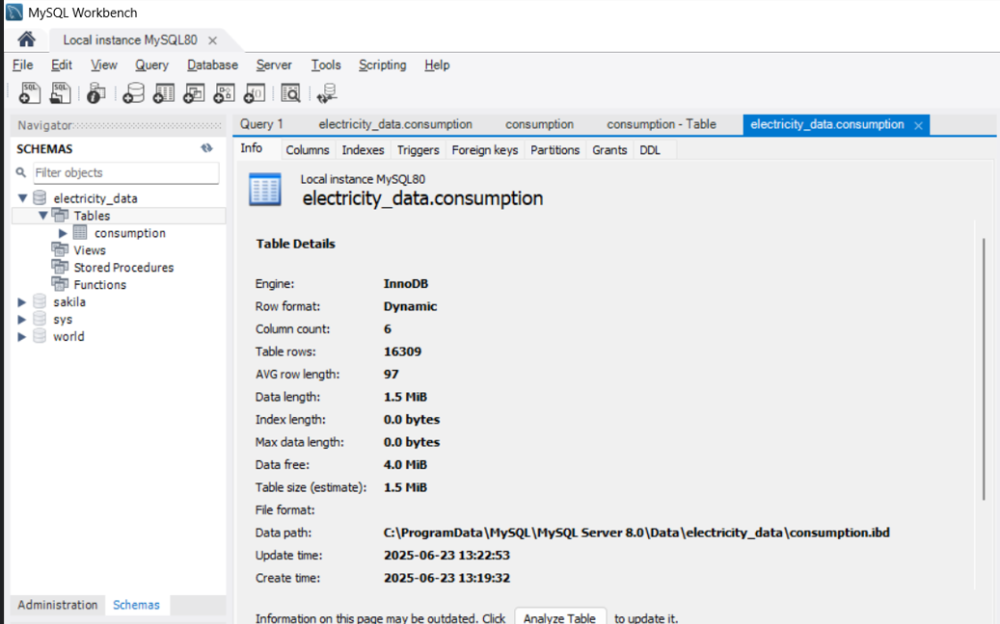 MySQL Workbench
Local instance MySQL80
File Edit View Query Database Server Tools Scripting Help
Navigator
SCHEMAS
Filter objects
electricity_data
Tables
consumption
Views
Stored Procedures
Functions
sakila
sys
world
Administration Schemas
Query 1 electricity_data.consumption consumption consumption - Table electricity_data.consumption
Info Columns Indexes Triggers Foreign keys Partitions Grants DDL
Local instance MySQL80
electricity_data.consumption
Table Details
Engine: InnoDB
Row format: Dynamic
Column count: 6
Table rows: 16309
AVG row length: 97
Data length: 1.5 MiB
Index length: 0.0 bytes
Max data length: 0.0 bytes
Data free: 4.0 MiB
Table size (estimate): 1.5 MiB
File format:
Data path: C:\ProgramData\MySQL\MySQL Server 8.0\Data\electricity_data\consumption.ibd
Update time: 2025-06-23 13:22:53
Create time: 2025-06-23 13:19:32
Information on this page may be outdated. Click Analyze Table to update it.